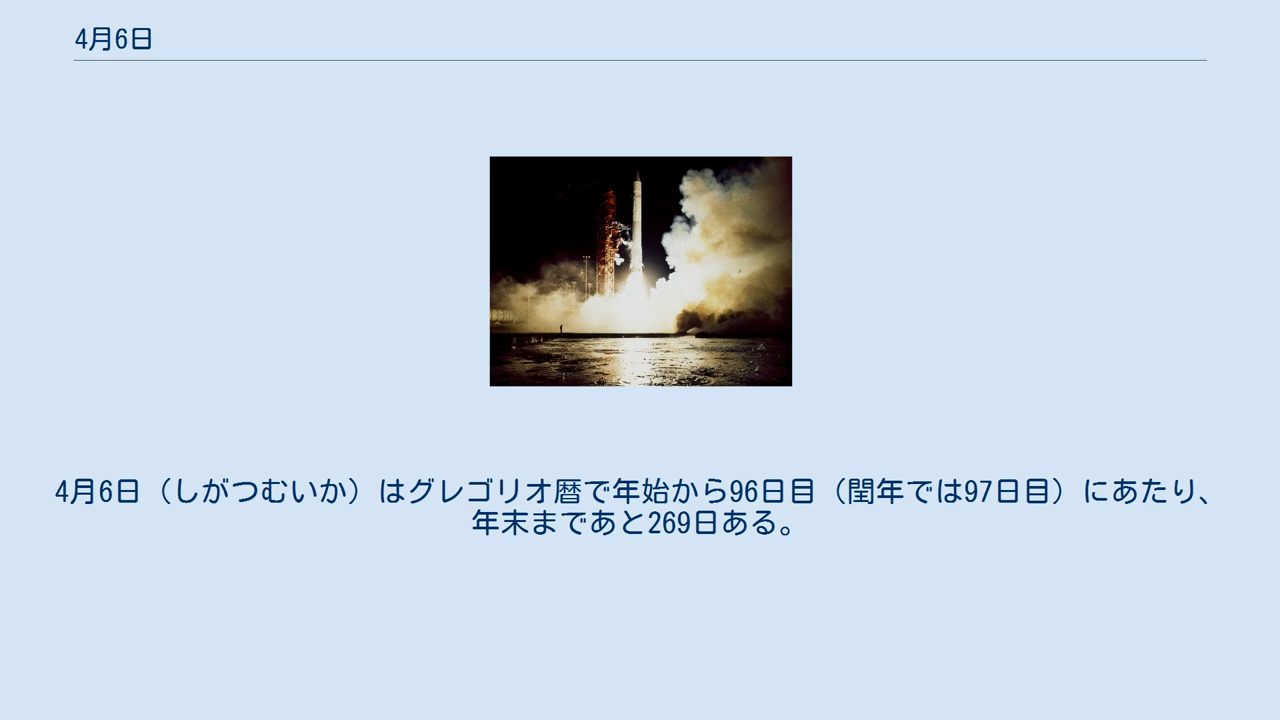 4月6日
4月6日（しがつむいか）はグレゴリオ暦で年始から96日目（閏年では97日目）にあたり、
年末まであと269日ある。